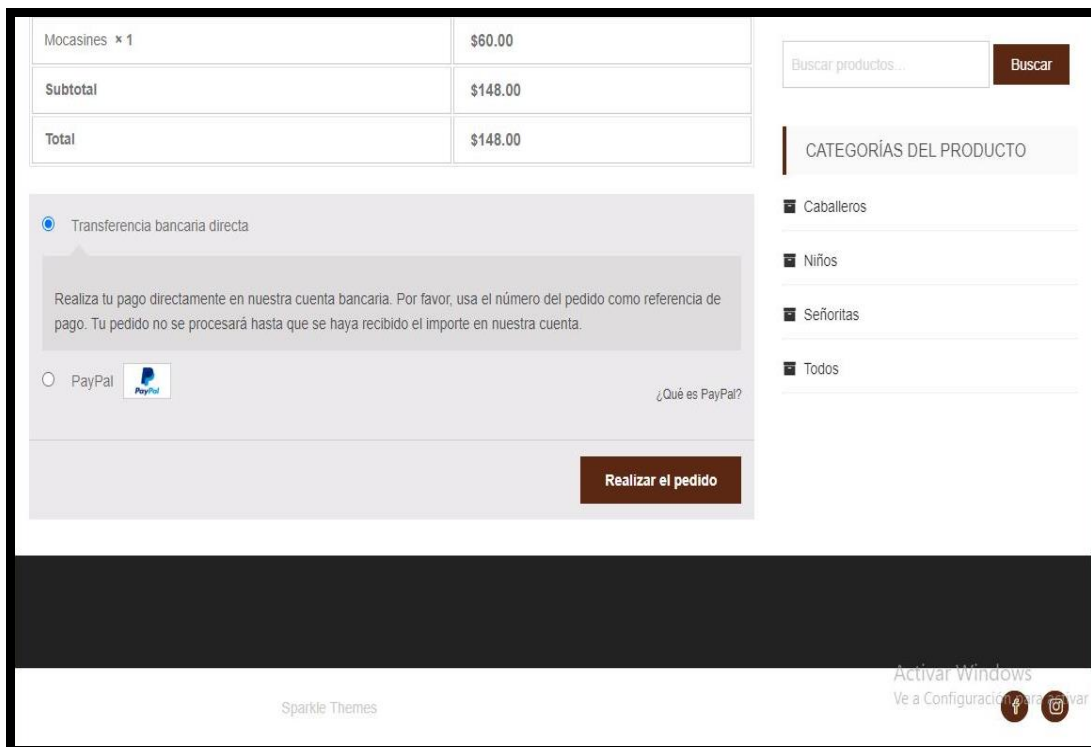 Mocasines × 1 $60.00
Subtotal $148.00
Total $148.00
Transferencia bancaria directa
Realiza tu pago directamente en nuestra cuenta bancaria. Por favor, usa el número del pedido como referencia de
pago. Tu pedido no se procesará hasta que se haya recibido el importe en nuestra cuenta.
PayPal PayPal
¿Qué es PayPal?
Realizar el pedido
Buscar productos... Buscar
CATEGORÍAS DEL PRODUCTO
Caballeros
Niños
Señoritas
Todos
Sparkle Themes
Activar Windows
Ve a Configuración para activar